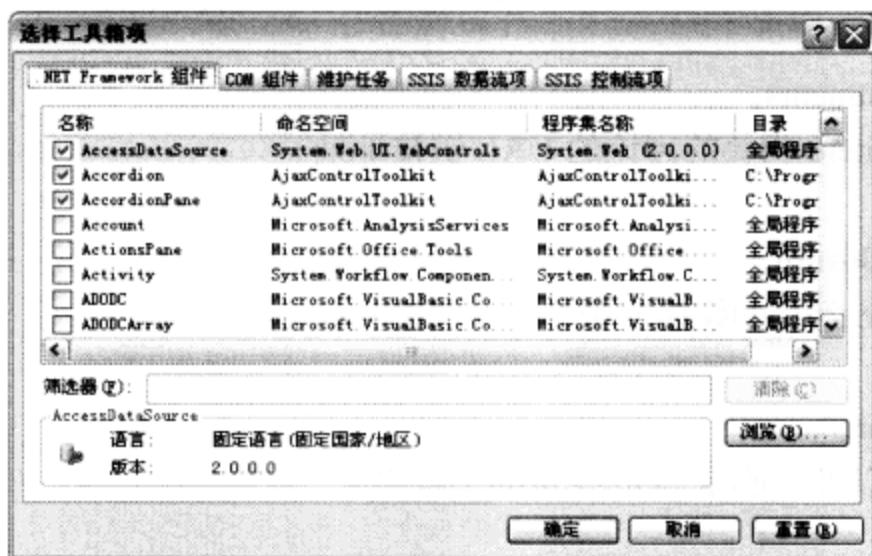 选择工具箱项
.NET Framework 组件 COM 组件 维护任务 SSIS 数据流项 SSIS 控制流项
名称 命名空间 程序集名称 目录
AccessDataSource System.Web.UI.WebControls System.Web (2.0.0.0) 全局程序
Accordion AjaxControlToolkit AjaxControlToolki... C:\Progr
AccordionPane AjaxControlToolkit AjaxControlToolki... C:\Progr
Account Microsoft.AnalysisServices Microsoft.Analysi... 全局程序
ActionsPane Microsoft.Office.Tools Microsoft.Office.... 全局程序
Activity System.Workflow.Componen... System.Workflow.C... 全局程序
ADODC Microsoft.VisualBasic.Co... Microsoft.VisualB... 全局程序
ADODCArray Microsoft.VisualBasic.Co... Microsoft.VisualB... 全局程序
筛选器(F): 清除(C)
AccessDataSource
语言: 固定语言(固定国家/地区) 浏览(B)...
版本: 2.0.0.0
确定 取消 重置(R)